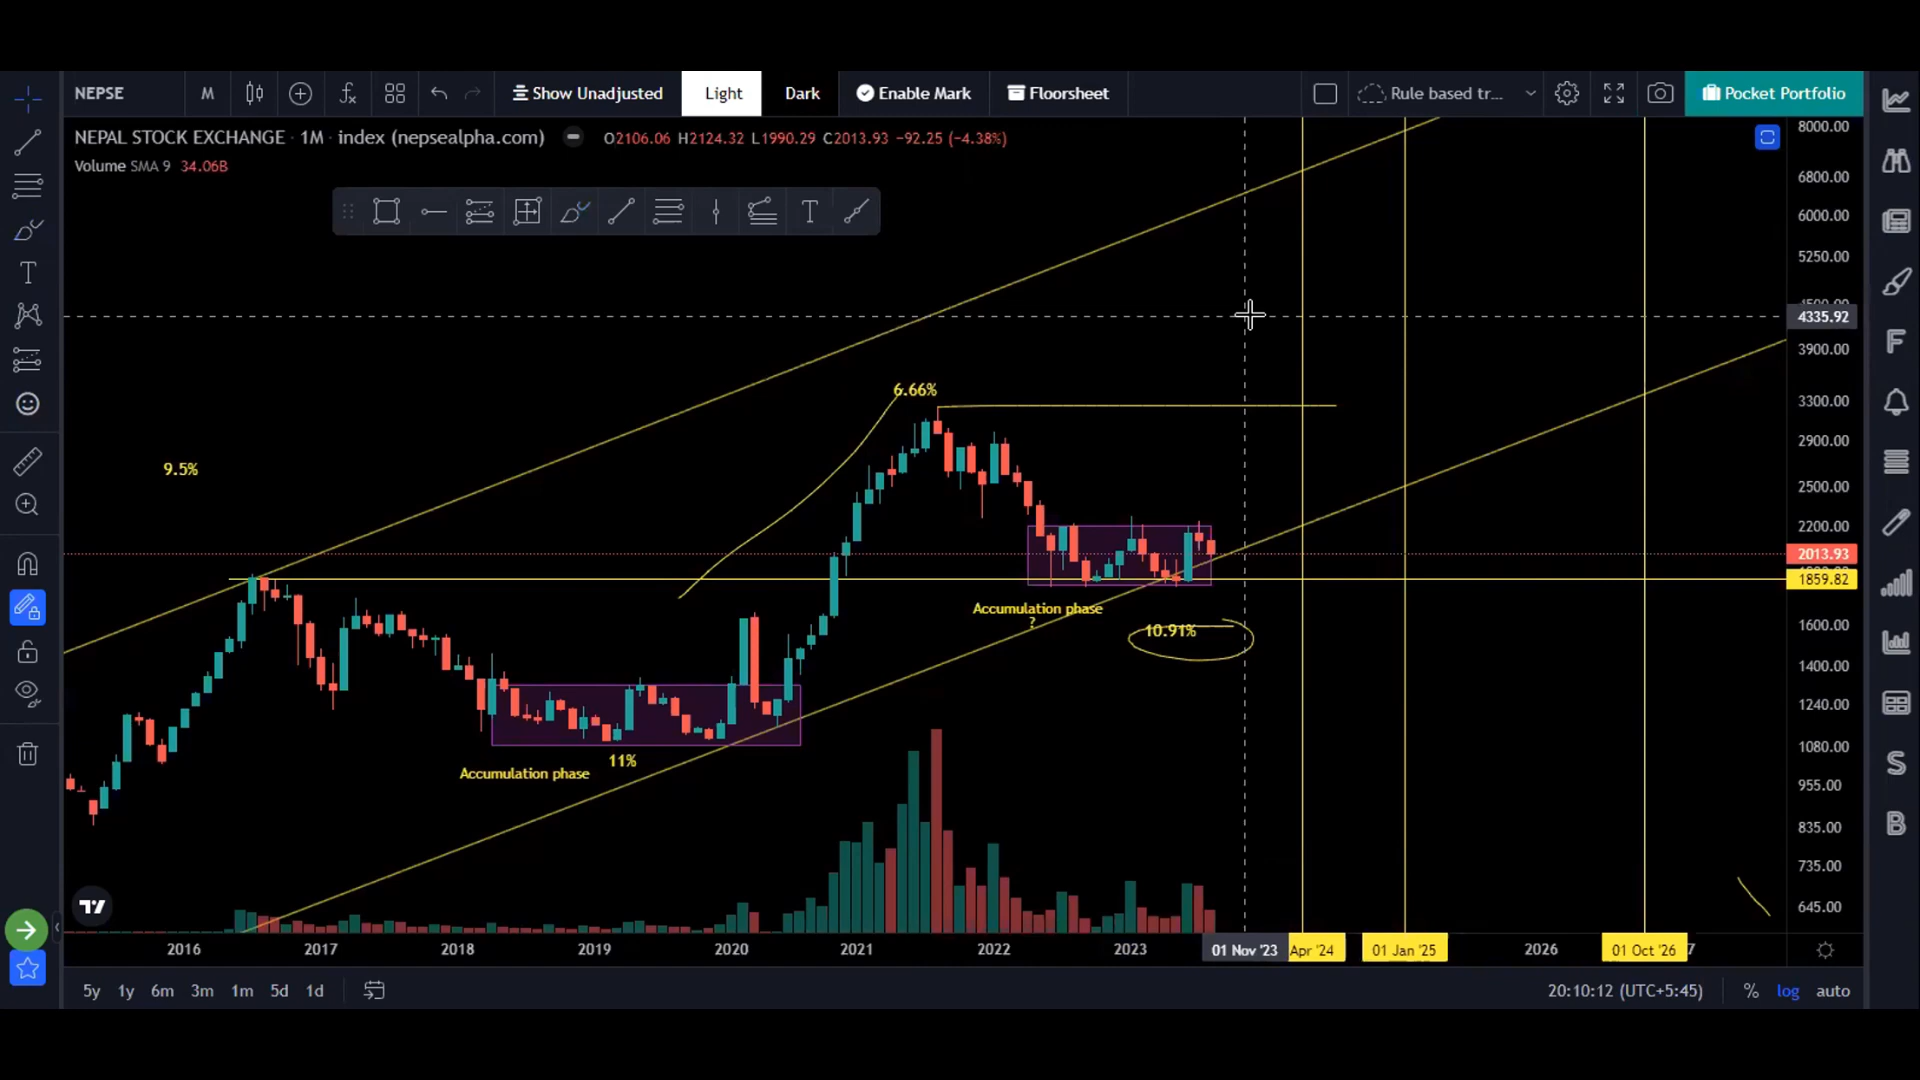 NEPSE M Show Unadjusted Light Dark Enable Mark Floorsheet Rule based tr... Pocket Portfolio
NEPAL STOCK EXCHANGE · 1M · index (nepsealpha.com) O2106.06 H2124.32 L1990.29 C2013.93 −92.25 (−4.38%)
Volume SMA 9 34.06B
8000.00
6800.00
6000.00
5250.00
4335.92
3900.00
6.66%
3300.00
2900.00
9.5%
2500.00
2200.00
2013.93
1859.82
Accumulation phase
?
10.91%
1600.00
1400.00
1240.00
1080.00
11%
Accumulation phase
955.00
835.00
735.00
645.00
2016 2017 2018 2019 2020 2021 2022 2023 01 Nov '23 Apr '24 01 Jan '25 2026 01 Oct '26 7
5y 1y 6m 3m 1m 5d 1d 20:10:12 (UTC+5:45) % log auto
F
S
B